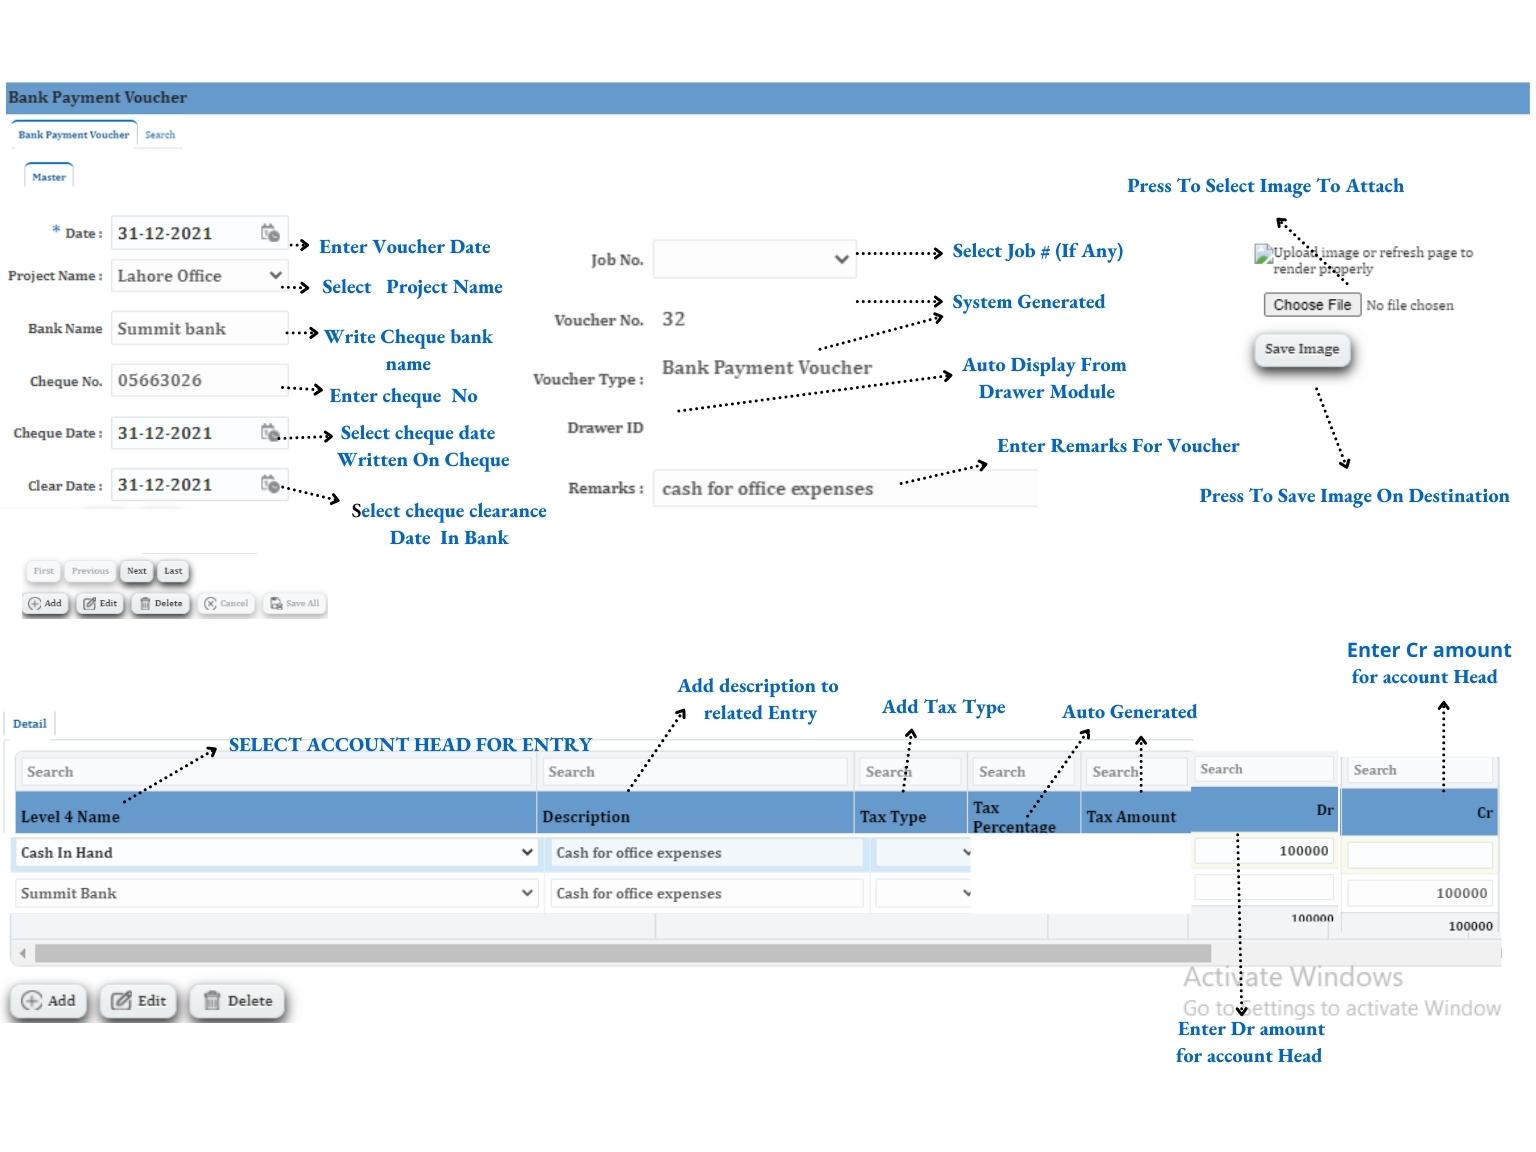 Bank Payment Voucher
Bank Payment Voucher Search
Master
Press To Select Image To Attach
* Date : 31-12-2021
Enter Voucher Date
Project Name : Lahore Office
Select Project Name
Bank Name Summit bank
Write Cheque bank
name
Cheque No. 05663026
Enter cheque No
Cheque Date : 31-12-2021
Select cheque date
Written On Cheque
Clear Date : 31-12-2021
Select cheque clearance
Date In Bank
Job No.
Select Job # (If Any)
Voucher No. 32
System Generated
Voucher Type : Bank Payment Voucher
Auto Display From
Drawer Module
Drawer ID
Enter Remarks For Voucher
Remarks : cash for office expenses
Upload image or refresh page to
render properly
Choose File No file chosen
Save Image
Press To Save Image On Destination
First Previous Next Last
Add Edit Delete Cancel Save All
Enter Cr amount
for account Head
Add description to
related Entry
Add Tax Type
Auto Generated
Detail
SELECT ACCOUNT HEAD FOR ENTRY
Search Search Search Search Search Search Search
Level 4 Name Description Tax Type Tax
Percentage Tax Amount Dr Cr
Cash In Hand Cash for office expenses 100000
Summit Bank Cash for office expenses 100000
100000 100000
Add Edit Delete
Activate Windows
Go to Settings to activate Window
Enter Dr amount
for account Head